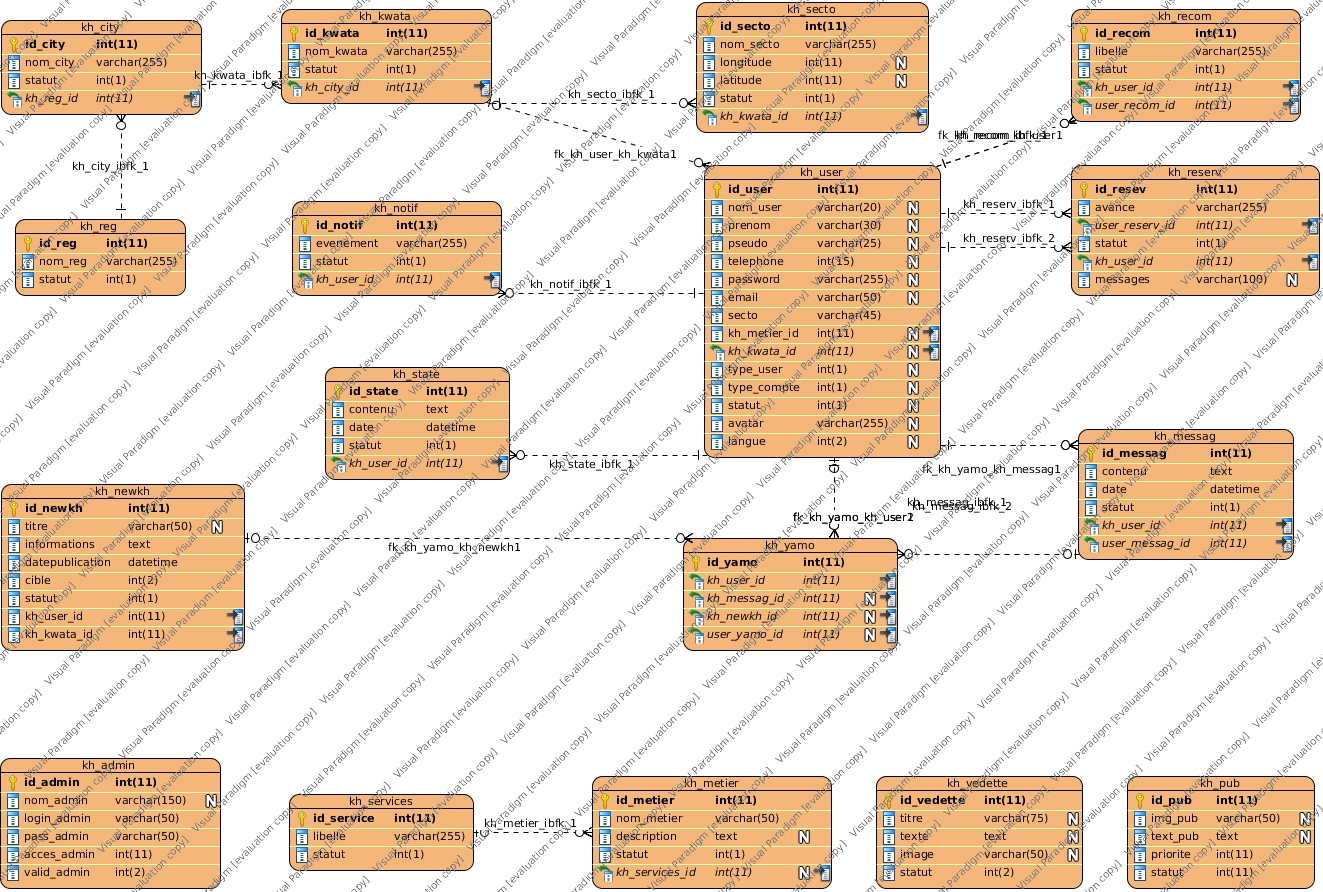 kh_city
id_city int(11)
nom_city varchar(255)
statut int(1)
kh_reg_id int(11)
kh_kwata_ibfk_1
kh_kwata
id_kwata int(11)
nom_kwata varchar(255)
statut int(1)
kh_city_id int(11)
kh_secto_ibfk_1
kh_secto
id_secto int(11)
nom_secto varchar(255)
longitude int(11) N
latitude int(11) N
statut int(1)
kh_kwata_id int(11)
kh_recom
id_recom int(11)
libelle varchar(255)
statut int(1)
kh_user_id int(11)
user_recom_id int(11)
kh_city_ibfk_1
fk_kh_user_kh_kwata1
kh_reg
id_reg int(11)
nom_reg varchar(255)
statut int(1)
kh_notif
id_notif int(11)
evenement varchar(255)
statut int(1)
kh_user_id int(11)
kh_notif_ibfk_1
kh_user
id_user int(11)
nom_user varchar(20) N
prenom varchar(30) N
pseudo varchar(25) N
telephone int(15) N
password varchar(255) N
email varchar(50) N
secto varchar(45)
kh_metier_id int(11) N
kh_kwata_id int(11) N
type_user int(1) N
type_compte int(1) N
statut int(1) N
avatar varchar(255) N
langue int(2) N
kh_reserv_ibfk_1
kh_reserv_ibfk_2
kh_reserv
id_resev int(11)
avance varchar(255)
user_reserv_id int(11)
statut int(1)
kh_user_id int(11)
messages varchar(100) N
kh_state
id_state int(11)
contenu text
date datetime
statut int(1)
kh_user_id int(11)
kh_state_ibfk_1
kh_messag
id_messag int(11)
contenu text
date datetime
statut int(1)
kh_user_id int(11)
user_messag_id int(11)
fk_kh_yamo_kh_messag1
kh_messag_ibfk_1
kh_messag_ibfk_2
kh_newkh
id_newkh int(11)
titre varchar(50) N
informations text
datepublication datetime
cible int(2)
statut int(1)
kh_user_id int(11)
kh_kwata_id int(11)
fk_kh_yamo_kh_newkh1
kh_yamo
id_yamo int(11)
kh_user_id int(11)
kh_messag_id int(11) N
kh_newkh_id int(11) N
user_yamo_id int(11) N
kh_admin
id_admin int(11)
nom_admin varchar(150) N
login_admin varchar(50)
pass_admin varchar(50)
acces_admin int(11)
valid_admin int(2)
kh_services
id_service int(11)
libelle varchar(255)
statut int(1)
kh_metier_ibfk_1
kh_metier
id_metier int(11)
nom_metier varchar(50)
description text N
statut int(1)
kh_services_id int(11) N
kh_vedette
id_vedette int(11)
titre varchar(75) N
texte text N
image varchar(50) N
statut int(2)
kh_pub
id_pub int(11)
img_pub varchar(50) N
text_pub text N
priorite int(11)
statut int(11)
Visual Paradigm [evaluation copy]